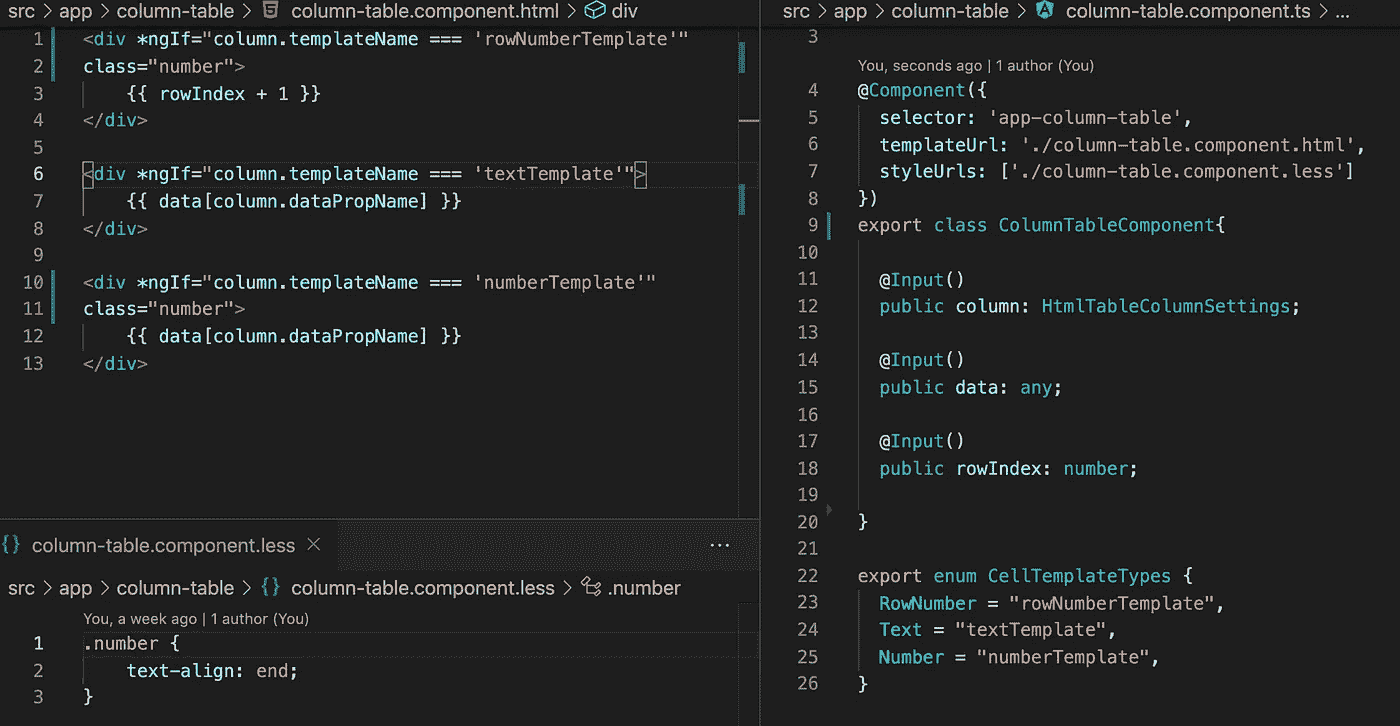 src > app > column-table > column-table.component.html > div
1 <div *ngIf="column.templateName === 'rowNumberTemplate'"
2 class="number">
3     {{ rowIndex + 1 }}
4 </div>
5
6 <div *ngIf="column.templateName === 'textTemplate'">
7     {{ data[column.dataPropName] }}
8 </div>
9
10 <div *ngIf="column.templateName === 'numberTemplate'"
11 class="number">
12     {{ data[column.dataPropName] }}
13 </div>
{} column-table.component.less × ...
src > app > column-table > {} column-table.component.less > .number
You, a week ago | 1 author (You)
1 .number {
2     text-align: end;
3 }
src > app > column-table > column-table.component.ts > ...
3
You, seconds ago | 1 author (You)
4 @Component({
5   selector: 'app-column-table',
6   templateUrl: './column-table.component.html',
7   styleUrls: ['./column-table.component.less']
8 })
9 export class ColumnTableComponent{
10
11   @Input()
12   public column: HtmlTableColumnSettings;
13
14   @Input()
15   public data: any;
16
17   @Input()
18   public rowIndex: number;
19
20 }
21
22 export enum CellTemplateTypes {
23   RowNumber = "rowNumberTemplate",
24   Text = "textTemplate",
25   Number = "numberTemplate",
26 }